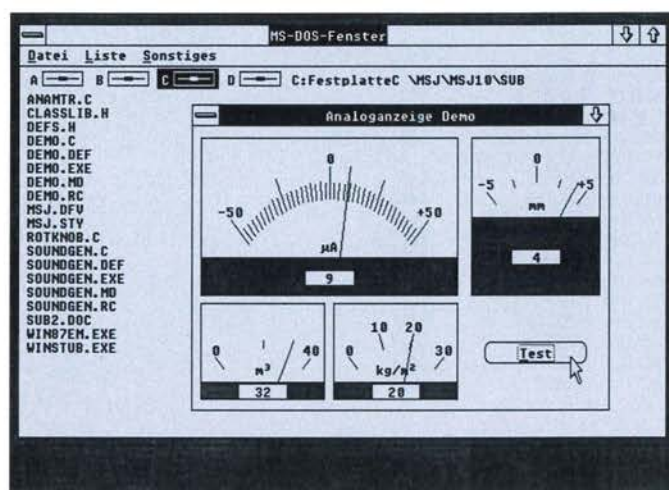 MS-DOS-Fenster
Datei Liste Sonstiges
A B C D C:FestplatteC \MSJ\MSJ10\SUB
ANAMTR.C
CLASSLIB.H
DEFS.H
DEMO.C
DEMO.DEF
DEMO.EXE
DEMO.MD
DEMO.RC
MSJ.DFV
MSJ.STY
ROTKNOB.C
SOUNDGEN.C
SOUNDGEN.DEF
SOUNDGEN.EXE
SOUNDGEN.MD
SOUNDGEN.RC
SUB2.DOC
WIN87EM.EXE
WINSTUB.EXE
Analoganzeige Demo
-50 0 +50
µA
9
-5 0 +5
mm
4
0 40
m³
32
0 10 20 30
kg/m²
20
Test